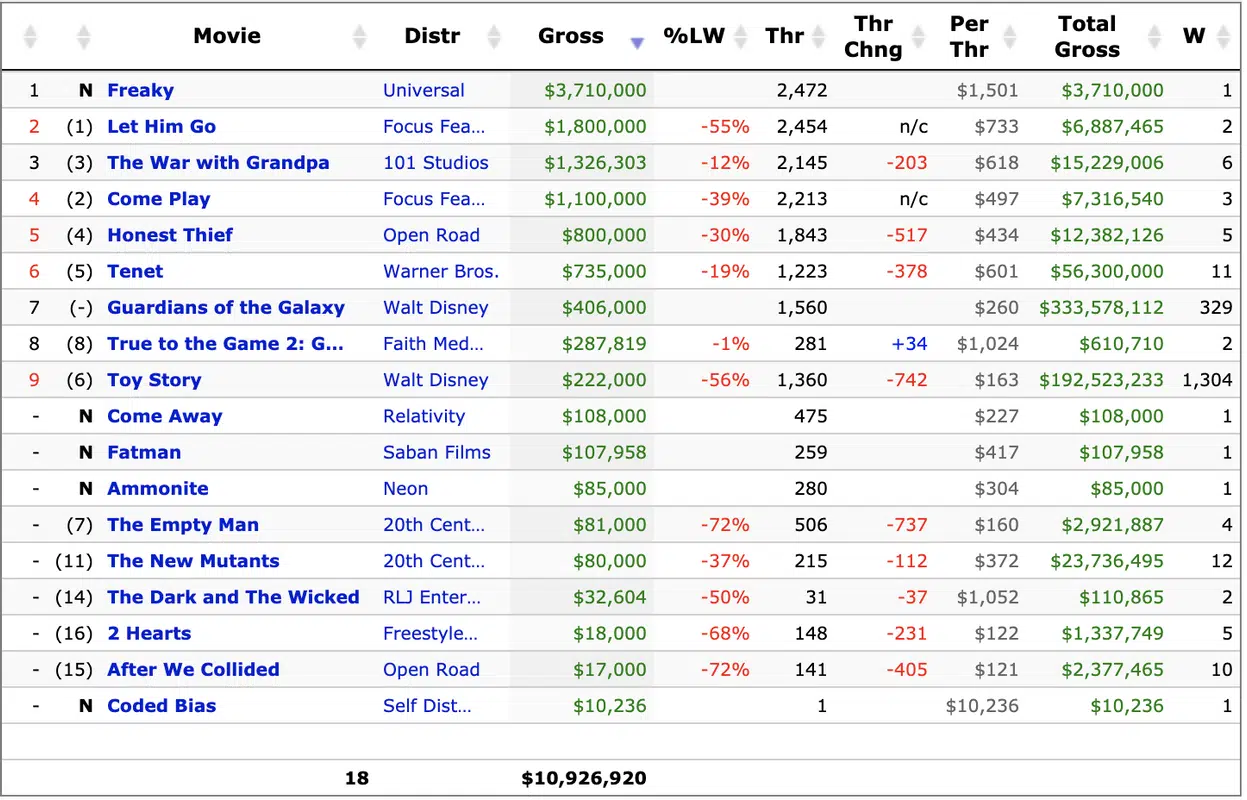 Movie Distr Gross %LW Thr Thr Chng Per Thr Total Gross W
1 N Freaky Universal $3,710,000 2,472 $1,501 $3,710,000 1
2 (1) Let Him Go Focus Fea... $1,800,000 -55% 2,454 n/c $733 $6,887,465 2
3 (3) The War with Grandpa 101 Studios $1,326,303 -12% 2,145 -203 $618 $15,229,006 6
4 (2) Come Play Focus Fea... $1,100,000 -39% 2,213 n/c $497 $7,316,540 3
5 (4) Honest Thief Open Road $800,000 -30% 1,843 -517 $434 $12,382,126 5
6 (5) Tenet Warner Bros. $735,000 -19% 1,223 -378 $601 $56,300,000 11
7 (-) Guardians of the Galaxy Walt Disney $406,000 1,560 $260 $333,578,112 329
8 (8) True to the Game 2: G... Faith Med... $287,819 -1% 281 +34 $1,024 $610,710 2
9 (6) Toy Story Walt Disney $222,000 -56% 1,360 -742 $163 $192,523,233 1,304
- N Come Away Relativity $108,000 475 $227 $108,000 1
- N Fatman Saban Films $107,958 259 $417 $107,958 1
- N Ammonite Neon $85,000 280 $304 $85,000 1
- (7) The Empty Man 20th Cent... $81,000 -72% 506 -737 $160 $2,921,887 4
- (11) The New Mutants 20th Cent... $80,000 -37% 215 -112 $372 $23,736,495 12
- (14) The Dark and The Wicked RLJ Enter... $32,604 -50% 31 -37 $1,052 $110,865 2
- (16) 2 Hearts Freestyle... $18,000 -68% 148 -231 $122 $1,337,749 5
- (15) After We Collided Open Road $17,000 -72% 141 -405 $121 $2,377,465 10
- N Coded Bias Self Dist... $10,236 1 $10,236 $10,236 1
18 $10,926,920